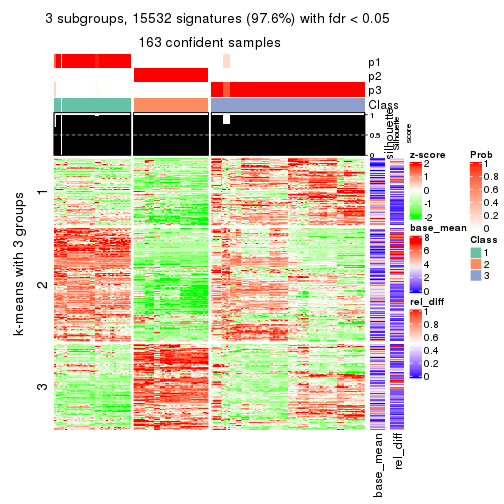 3 subgroups, 15532 signatures (97.6%) with fdr < 0.05
163 confident samples
p1
p2
p3
Class
silhouette
Silhouette
score
1
0.5
0
k-means with 3 groups
1
2
3
base_mean
rel_diff
z-score
2
1
0
-1
-2
base_mean
8
6
4
2
0
rel_diff
1
0.8
0.6
0.4
0.2
0
Prob
1
0.8
0.6
0.4
0.2
0
Class
1
2
3